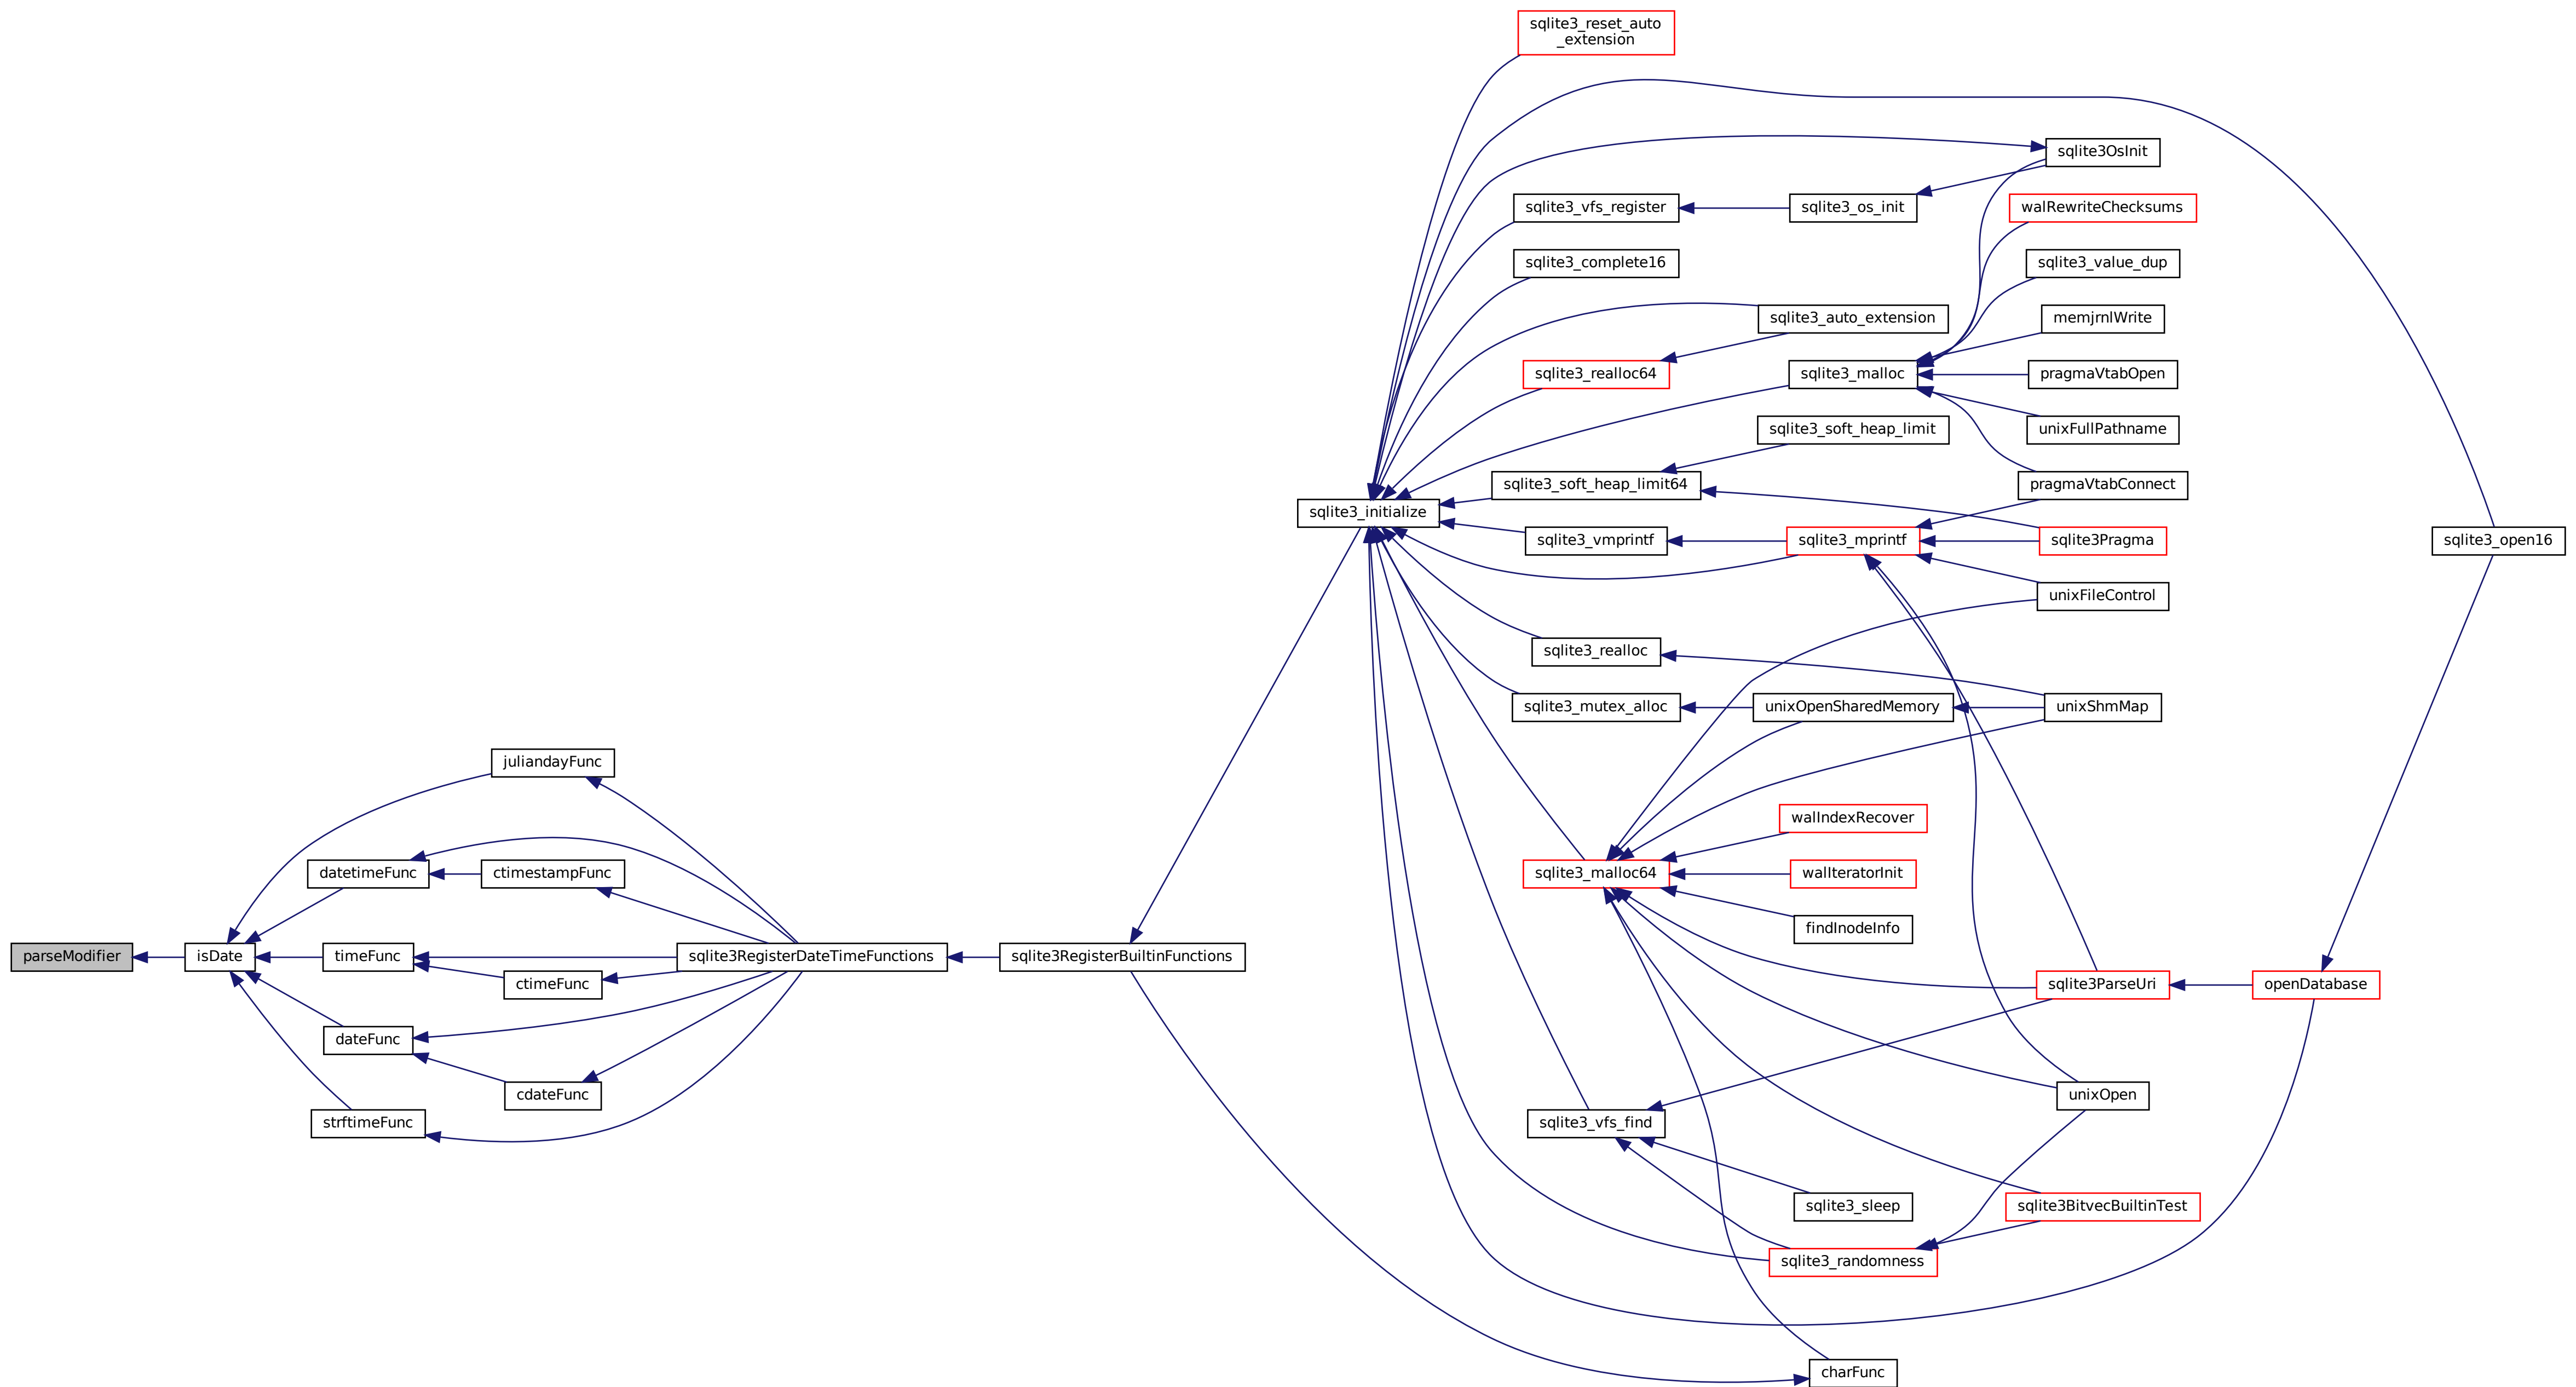 sqlite3_reset_auto
_extension
sqlite3OsInit
sqlite3_vfs_register
sqlite3_os_init
walRewriteChecksums
sqlite3_complete16
sqlite3_value_dup
sqlite3_auto_extension
memjrnlWrite
sqlite3_realloc64
sqlite3_malloc
pragmaVtabOpen
sqlite3_soft_heap_limit
unixFullPathname
sqlite3_soft_heap_limit64
pragmaVtabConnect
sqlite3_initialize
sqlite3_vmprintf
sqlite3_mprintf
sqlite3Pragma
sqlite3_open16
unixFileControl
sqlite3_realloc
sqlite3_mutex_alloc
unixOpenSharedMemory
unixShmMap
juliandayFunc
walIndexRecover
datetimeFunc
ctimestampFunc
sqlite3_malloc64
walIteratorInit
findInodeInfo
parseModifier
isDate
timeFunc
sqlite3RegisterDateTimeFunctions
sqlite3RegisterBuiltinFunctions
ctimeFunc
sqlite3ParseUri
openDatabase
dateFunc
cdateFunc
unixOpen
strftimeFunc
sqlite3_vfs_find
sqlite3_sleep
sqlite3BitvecBuiltinTest
sqlite3_randomness
charFunc